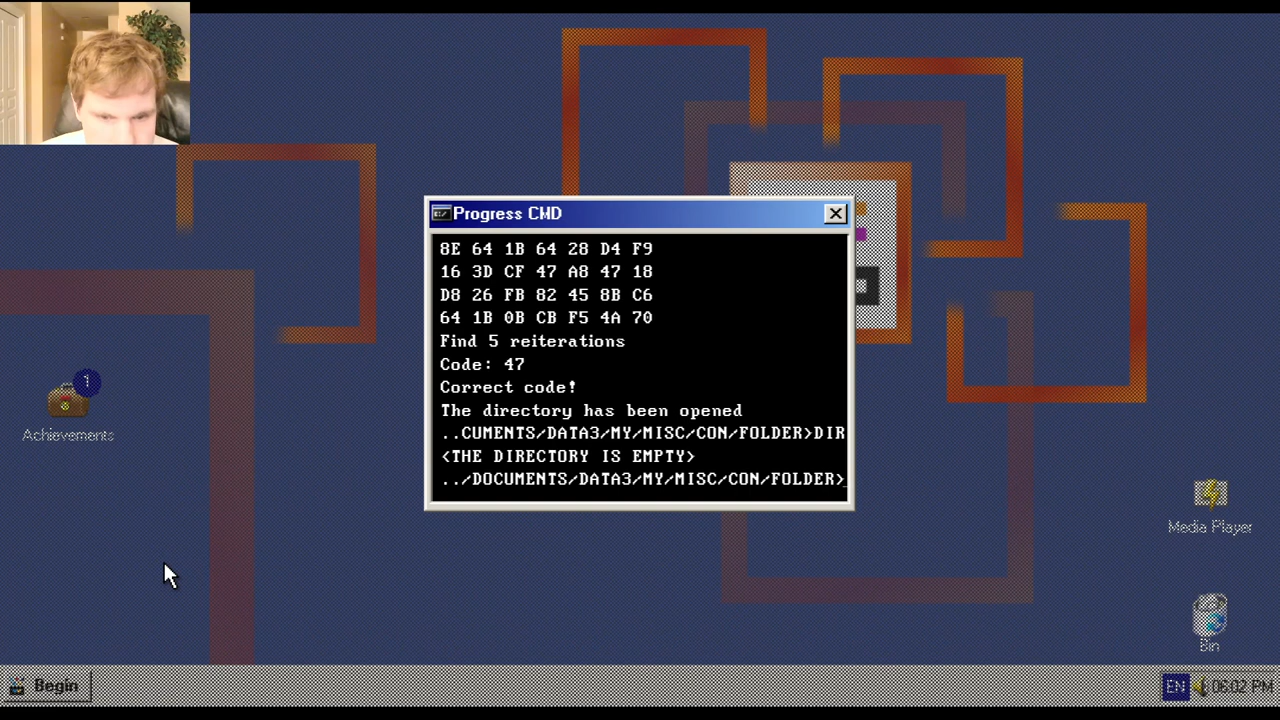 Progress CMD
8E 64 1B 64 28 D4 F9
16 3D CF 47 A8 47 18
D8 26 FB 82 45 8B C6
64 1B 0B CB F5 4A 70
Find 5 reiterations
Code: 47
Correct code!
The directory has been opened
..CUMENTS/DATA3/MY/MISC/CON/FOLDER>DIR
<THE DIRECTORY IS EMPTY>
../DOCUMENTS/DATA3/MY/MISC/CON/FOLDER>_
1
Achievements
Media Player
Bin
Begin
EN 06:02 PM